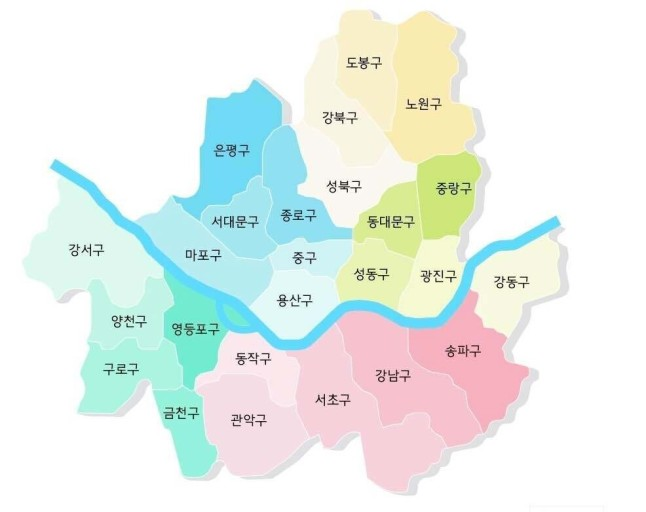 도봉구
노원구
강북구
은평구
성북구
중랑구
서대문구
종로구
동대문구
강서구
마포구
중구
성동구
광진구
강동구
용산구
양천구
영등포구
동작구
송파구
구로구
강남구
서초구
금천구
관악구